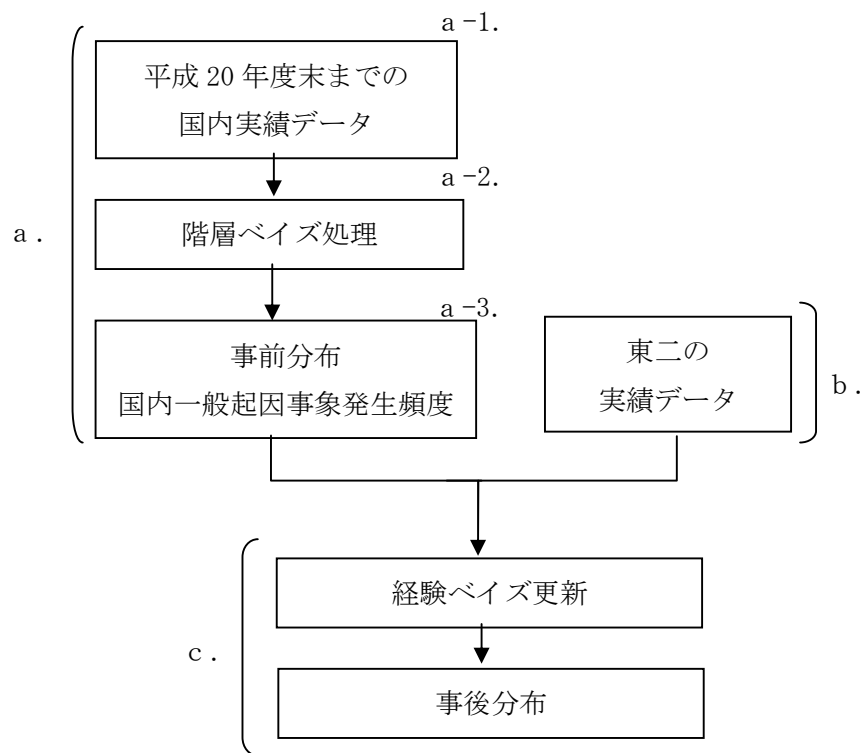 a-1.
平成 20 年度末までの
国内実績データ
a-2.
a.
階層ベイズ処理
a-3.
事前分布
国内一般起因事象発生頻度
東二の
実績データ
b.
経験ベイズ更新
c.
事後分布